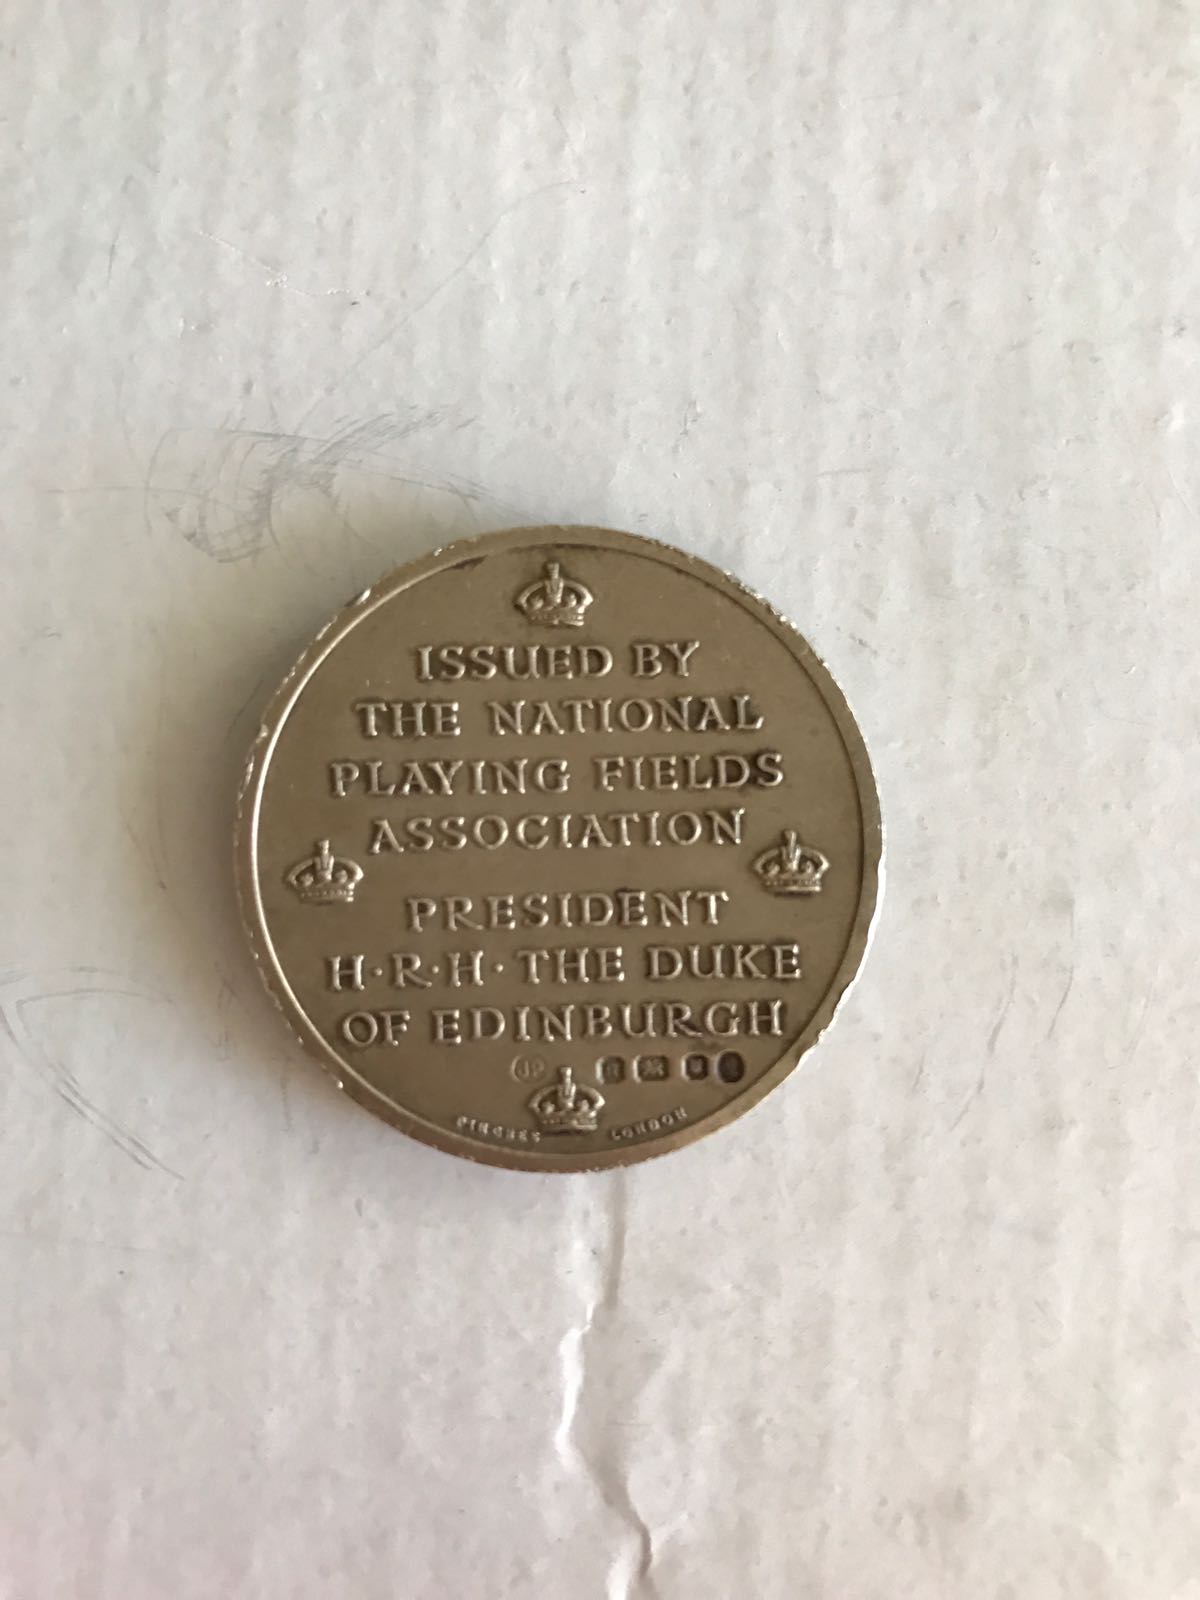 ISSUED BY
THE NATIONAL
PLAYING FIELDS
ASSOCIATION
PRESIDENT
H·R·H· THE DUKE
OF EDINBURGH
JP
PINCHES LONDON